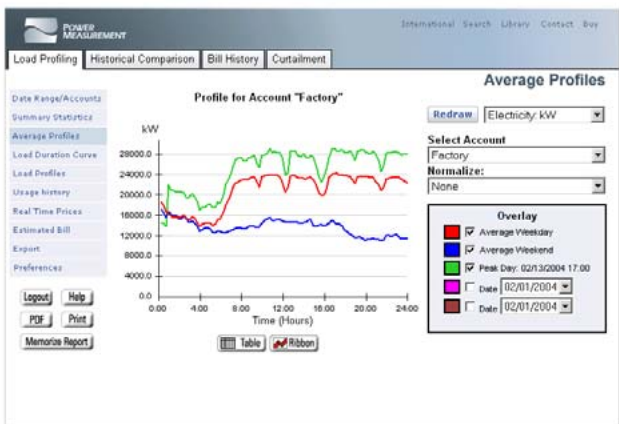 POWER
MEASUREMENT
International Search Library Contact Buy
Load Profiling Historical Comparison Bill History Curtailment
Average Profiles
Date Range/Accounts
Summary Statistics
Average Profiles
Load Duration Curve
Load Profiles
Usage history
Real Time Prices
Estimated Bill
Export
Preferences
Logout Help
PDF Print
Memorize Report
Profile for Account "Factory"
kW
28000.0
24000.0
20000.0
16000.0
12000.0
8000.0
4000.0
0.0
0:00 4:00 8:00 12:00 16:00 20:00 24:00
Time (Hours)
Table Ribbon
Redraw Electricity: kW
Select Account
Factory
Normalize:
None
Overlay
Average Weekday
Average Weekend
Peak Day: 02/13/2004 17:00
Date 02/01/2004
Date 02/01/2004